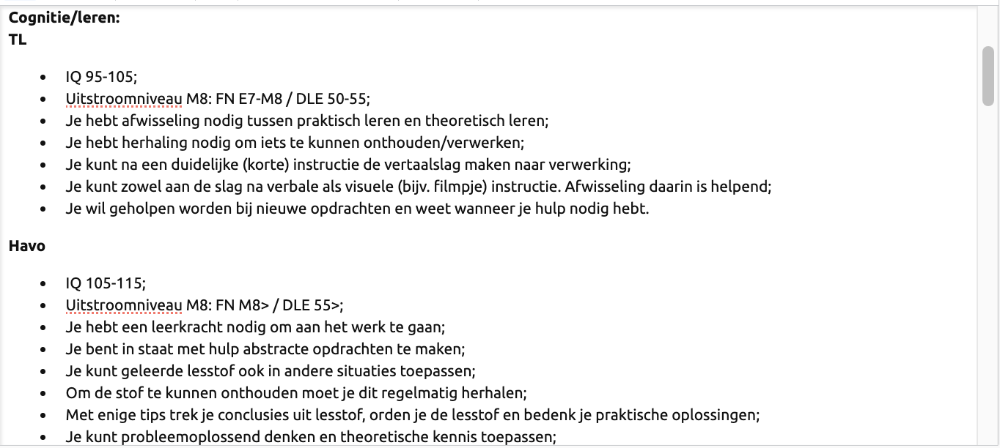 Cognitie/leren:
TL
• IQ 95-105;
• Uitstroomniveau M8: FN E7-M8 / DLE 50-55;
• Je hebt afwisseling nodig tussen praktisch leren en theoretisch leren;
• Je hebt herhaling nodig om iets te kunnen onthouden/verwerken;
• Je kunt na een duidelijke (korte) instructie de vertaalslag maken naar verwerking;
• Je kunt zowel aan de slag na verbale als visuele (bijv. filmpje) instructie. Afwisseling daarin is helpend;
• Je wil geholpen worden bij nieuwe opdrachten en weet wanneer je hulp nodig hebt.
Havo
• IQ 105-115;
• Uitstroomniveau M8: FN M8> / DLE 55>;
• Je hebt een leerkracht nodig om aan het werk te gaan;
• Je bent in staat met hulp abstracte opdrachten te maken;
• Je kunt geleerde lesstof ook in andere situaties toepassen;
• Om de stof te kunnen onthouden moet je dit regelmatig herhalen;
• Met enige tips trek je conclusies uit lesstof, orden je de lesstof en bedenk je praktische oplossingen;
• Je kunt probleemoplossend denken en theoretische kennis toepassen;